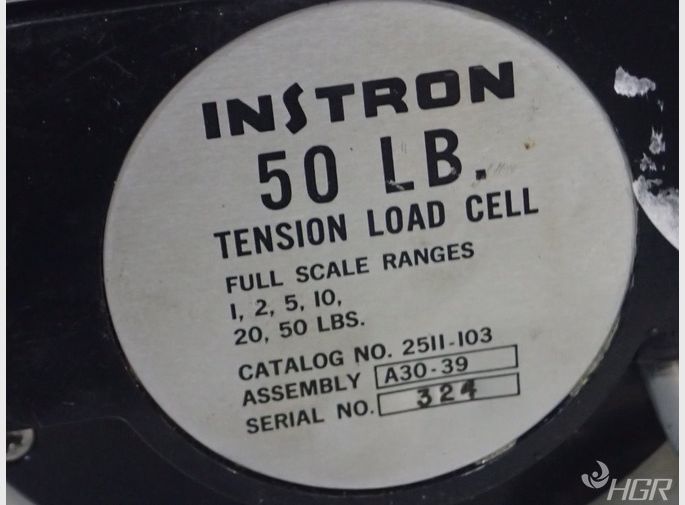 INSTRON
50 LB.
TENSION LOAD CELL
FULL SCALE RANGES
1, 2, 5, 10,
20, 50 LBS.
CATALOG NO. 2511-103
ASSEMBLY A30-39
SERIAL NO. 324
HGR